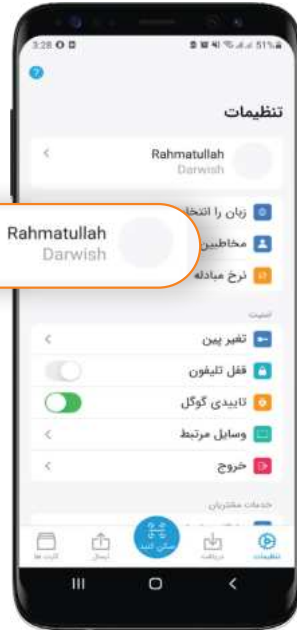 3:28
51%
?
تنظیمات
Rahmatullah
Darwish
زبان را انتخا
Rahmatullah
Darwish
مخاطبین
نرخ مبادله
امنیت
تغیر پین
قفل تلیفون
تاییدی گوگل
وسایل مرتبط
خروج
خدمات مشتریان
تنظیمات
دریافت
سکن کنید
ارسال
کارت ها